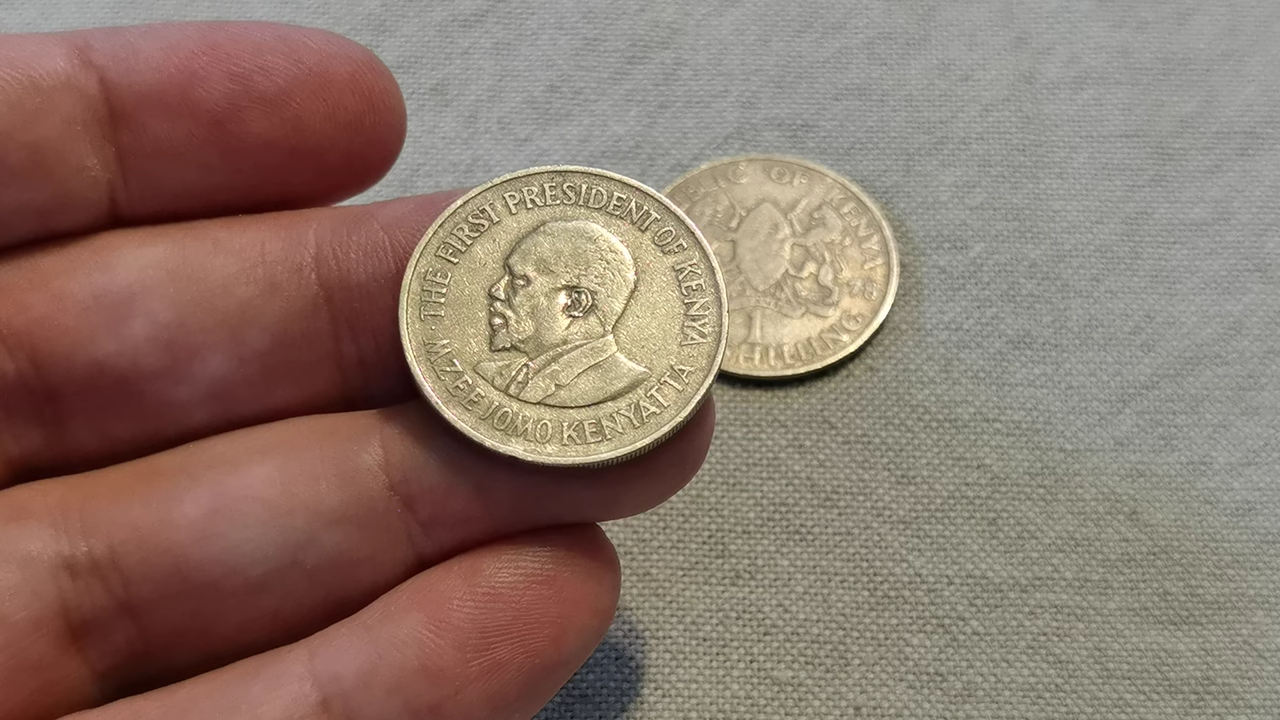 THE FIRST PRESIDENT OF KENYA
MZEE JOMO KENYATTA
OF KENYA
1
SHILLING